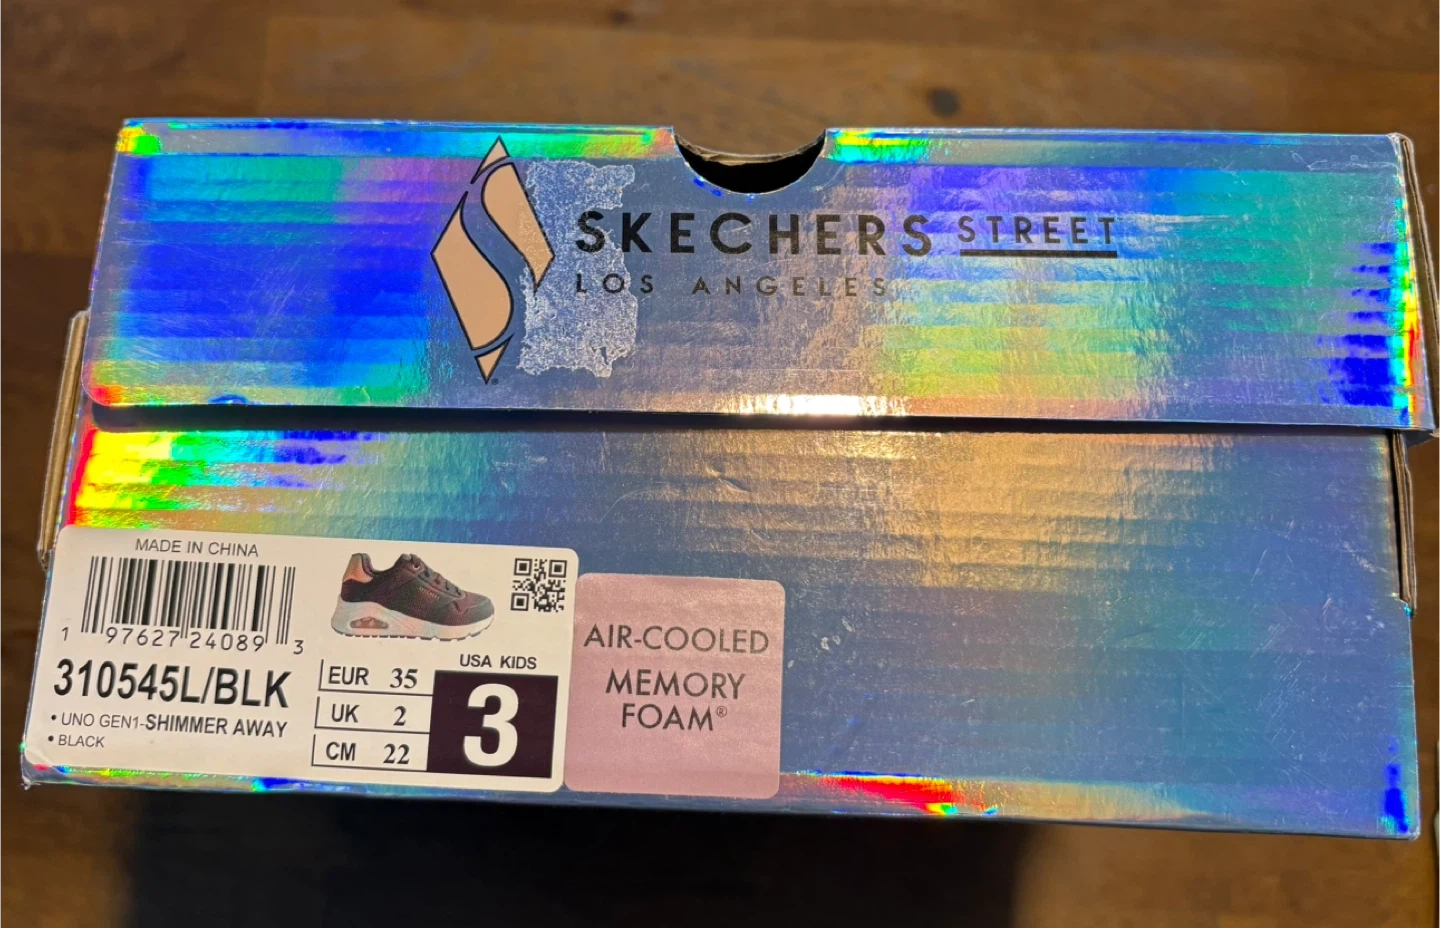 SKECHERS STREET
LOS ANGELES
MADE IN CHINA
1 97627 24089 3
310545L/BLK
• UNO GEN1-SHIMMER AWAY
• BLACK
EUR 35
UK 2
CM 22
USA KIDS
3
AIR-COOLED
MEMORY
FOAM®